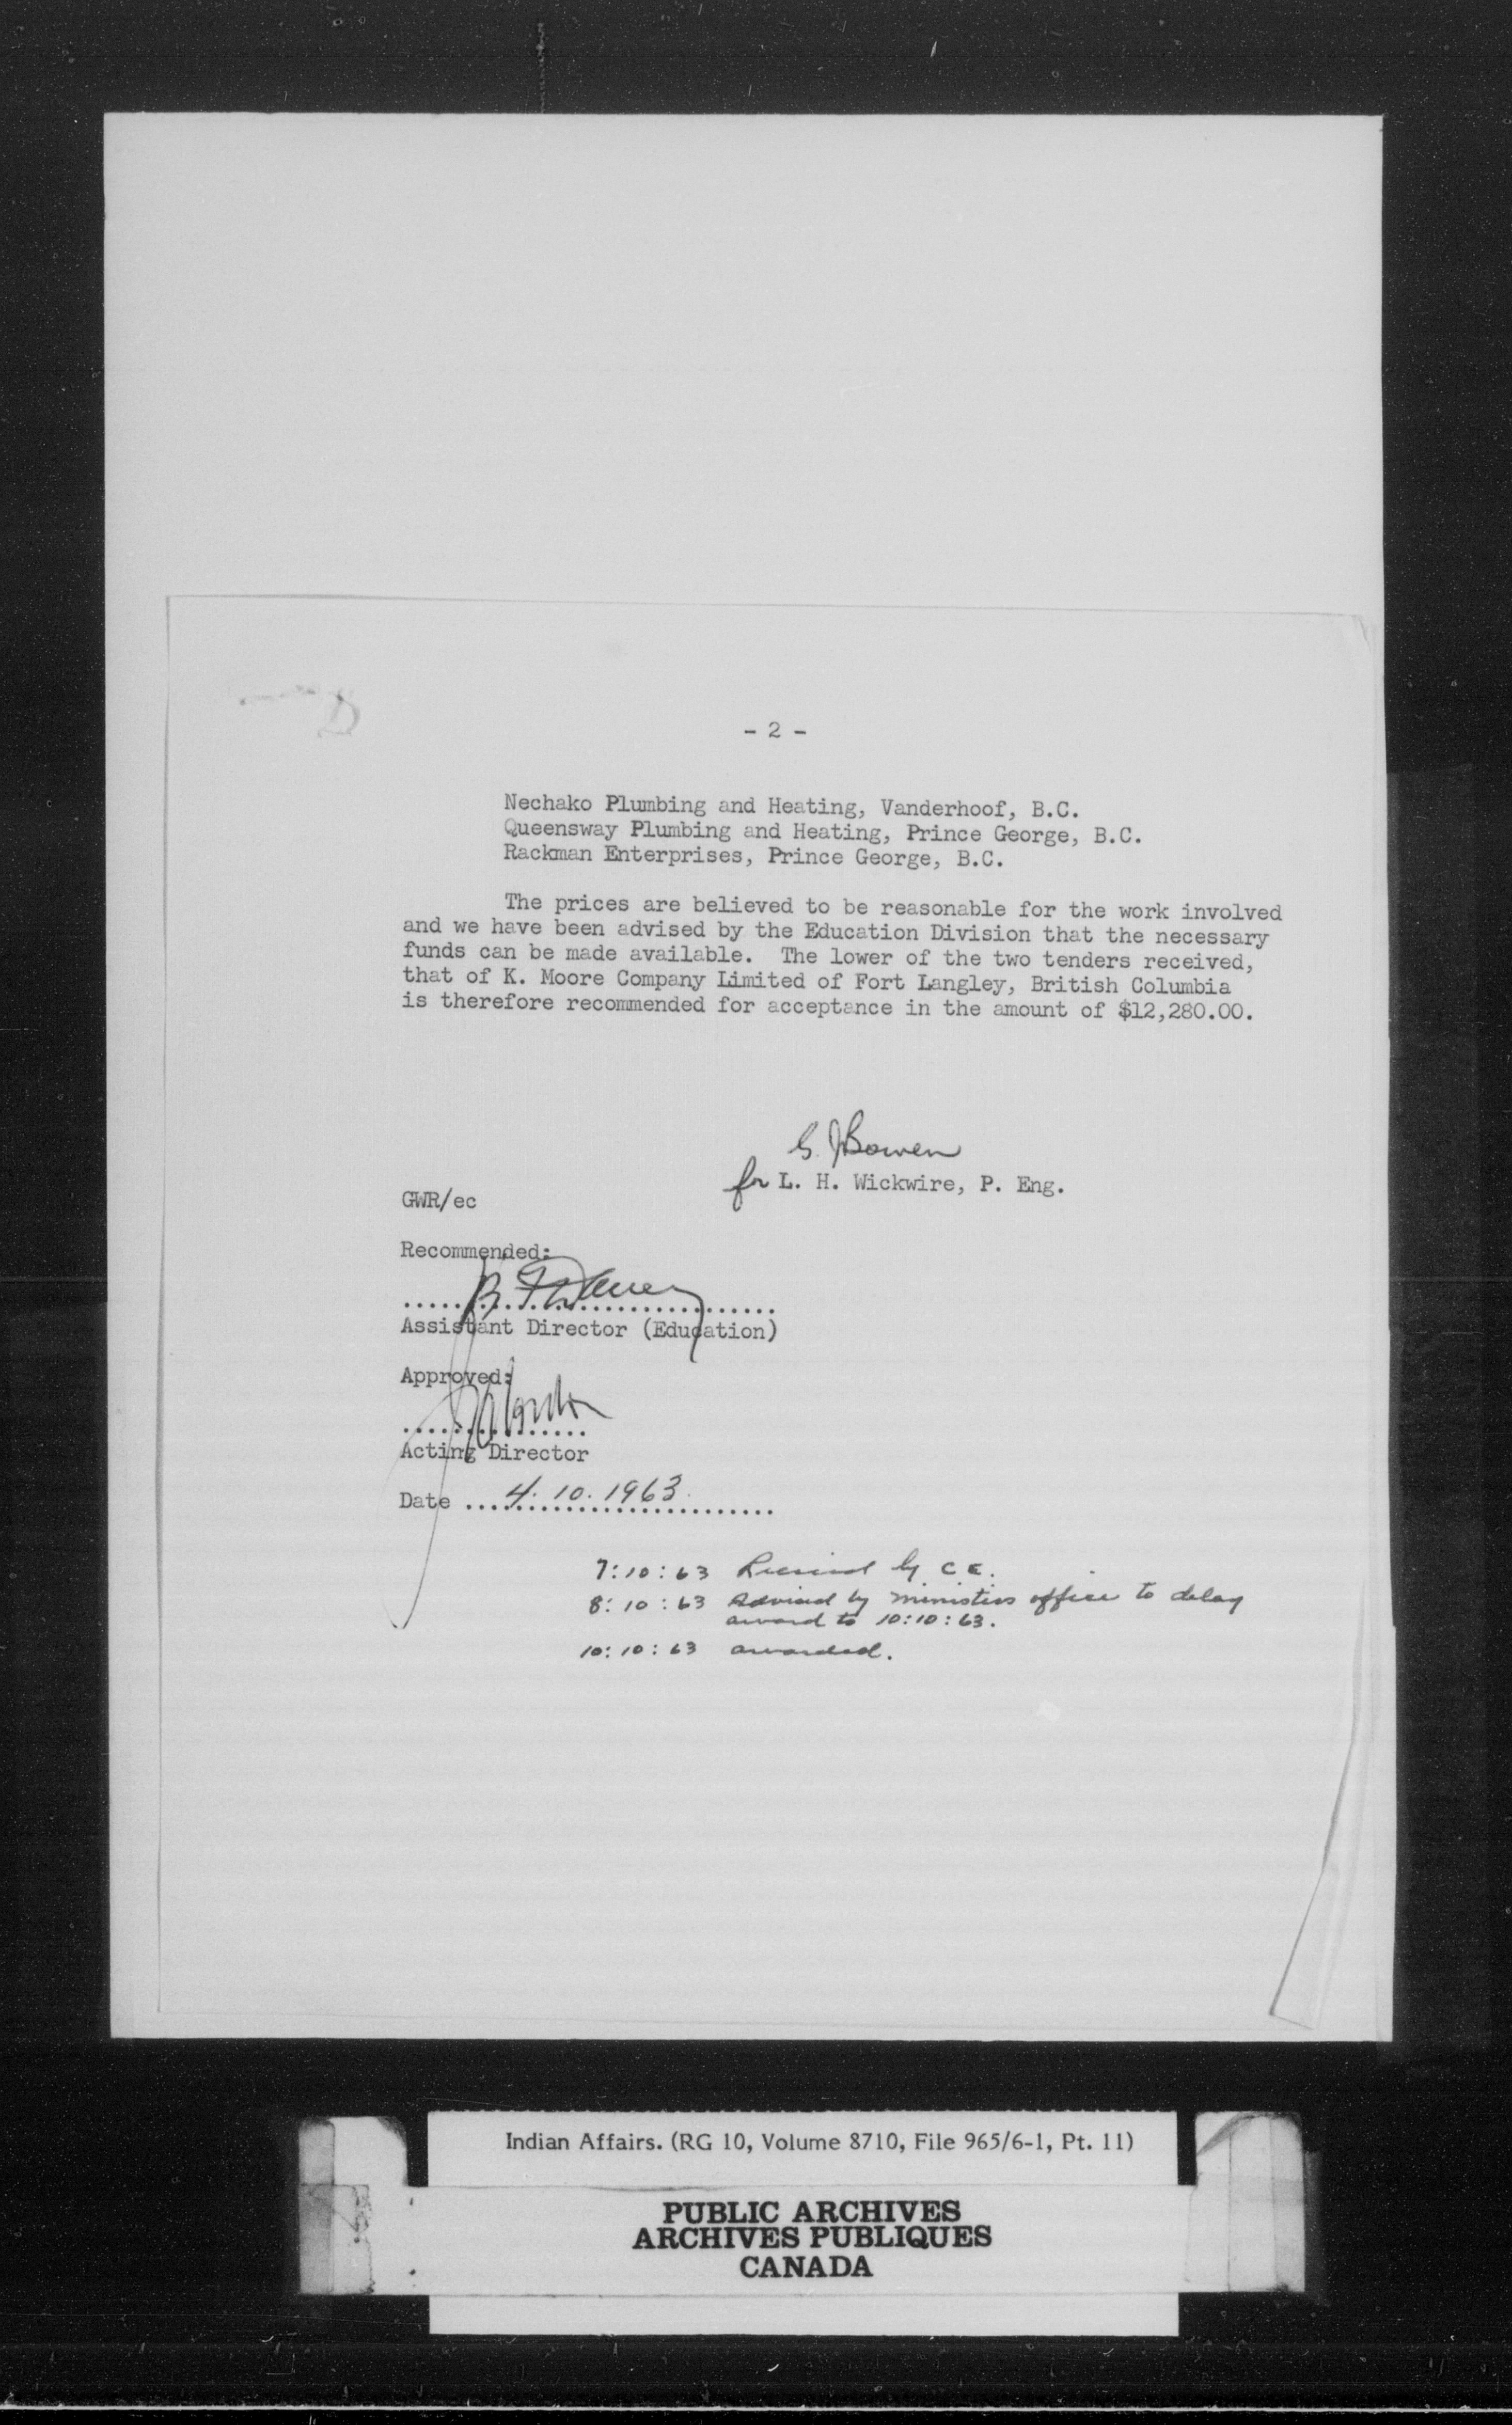 - 2 -
Nechako Plumbing and Heating, Vanderhoof, B.C.
Queensway Plumbing and Heating, Prince George, B.C.
Rackman Enterprises, Prince George, B.C.
The prices are believed to be reasonable for the work involved
and we have been advised by the Education Division that the necessary
funds can be made available. The lower of the two tenders received,
that of K. Moore Company Limited of Fort Langley, British Columbia
is therefore recommended for acceptance in the amount of $12,280.00.
G. J Bowen
for L. H. Wickwire, P. Eng.
GWR/ec
Recommended:
Assistant Director (Education)
Approved:
Acting Director
Date .... 4. 10. 1963.
7:10:63 Received by C E.
8:10:63 Advised by ministers office to delay
award to 10:10:63.
10:10:63 awarded.
Indian Affairs. (RG 10, Volume 8710, File 965/6-1, Pt. 11)
PUBLIC ARCHIVES
ARCHIVES PUBLIQUES
CANADA